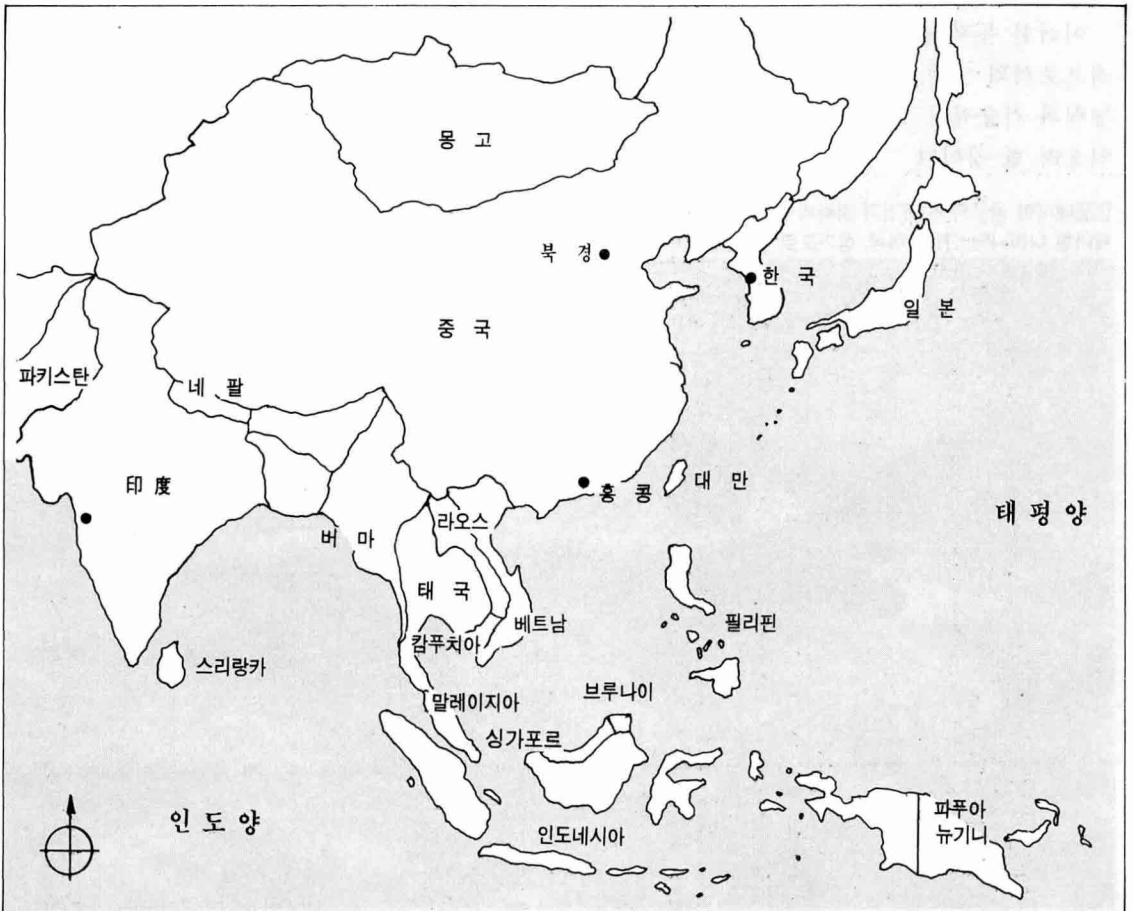 몽 고
북 경
한 국
일 본
중 국
파키스탄
네 팔
印 度
홍 콩
대 만
태 평 양
버 마
라오스
태 국
베트남
필리핀
캄푸치아
스리랑카
말레이지아
브루나이
싱가포르
인 도 양
인도네시아
파푸아
뉴기니